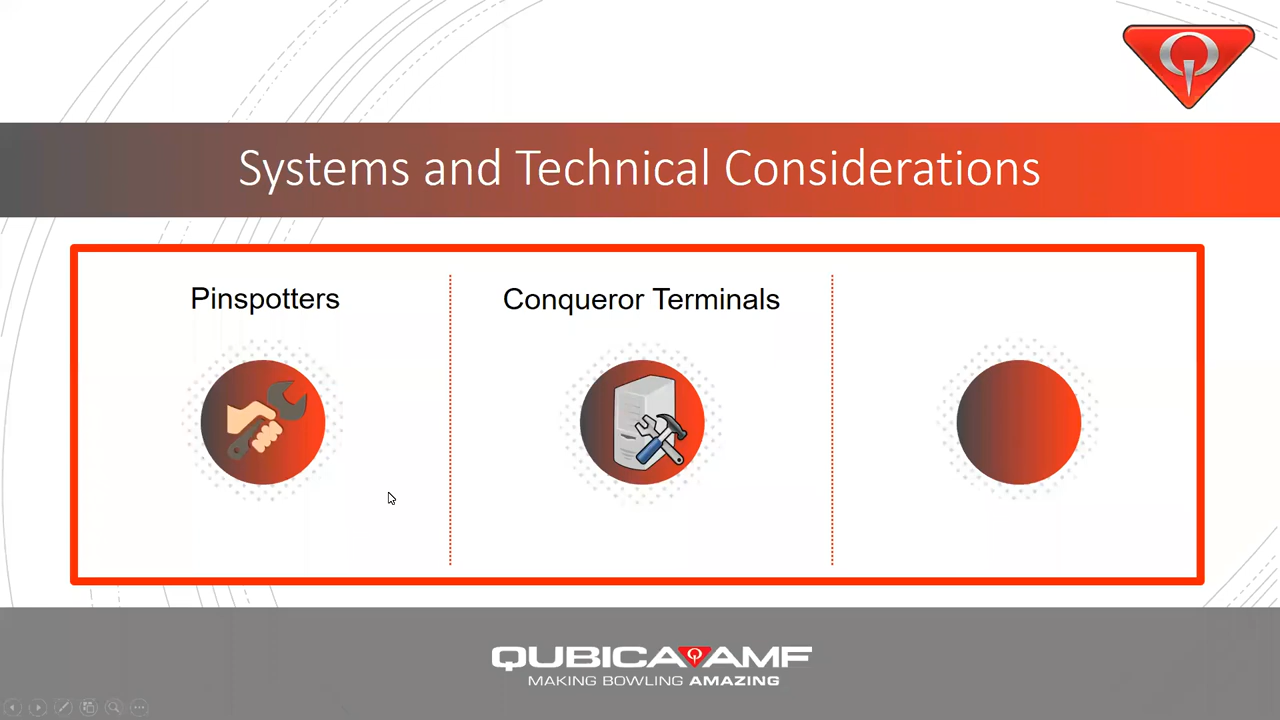 Systems and Technical Considerations
Pinspotters
Conqueror Terminals
QUBICAAMF
MAKING BOWLING AMAZING